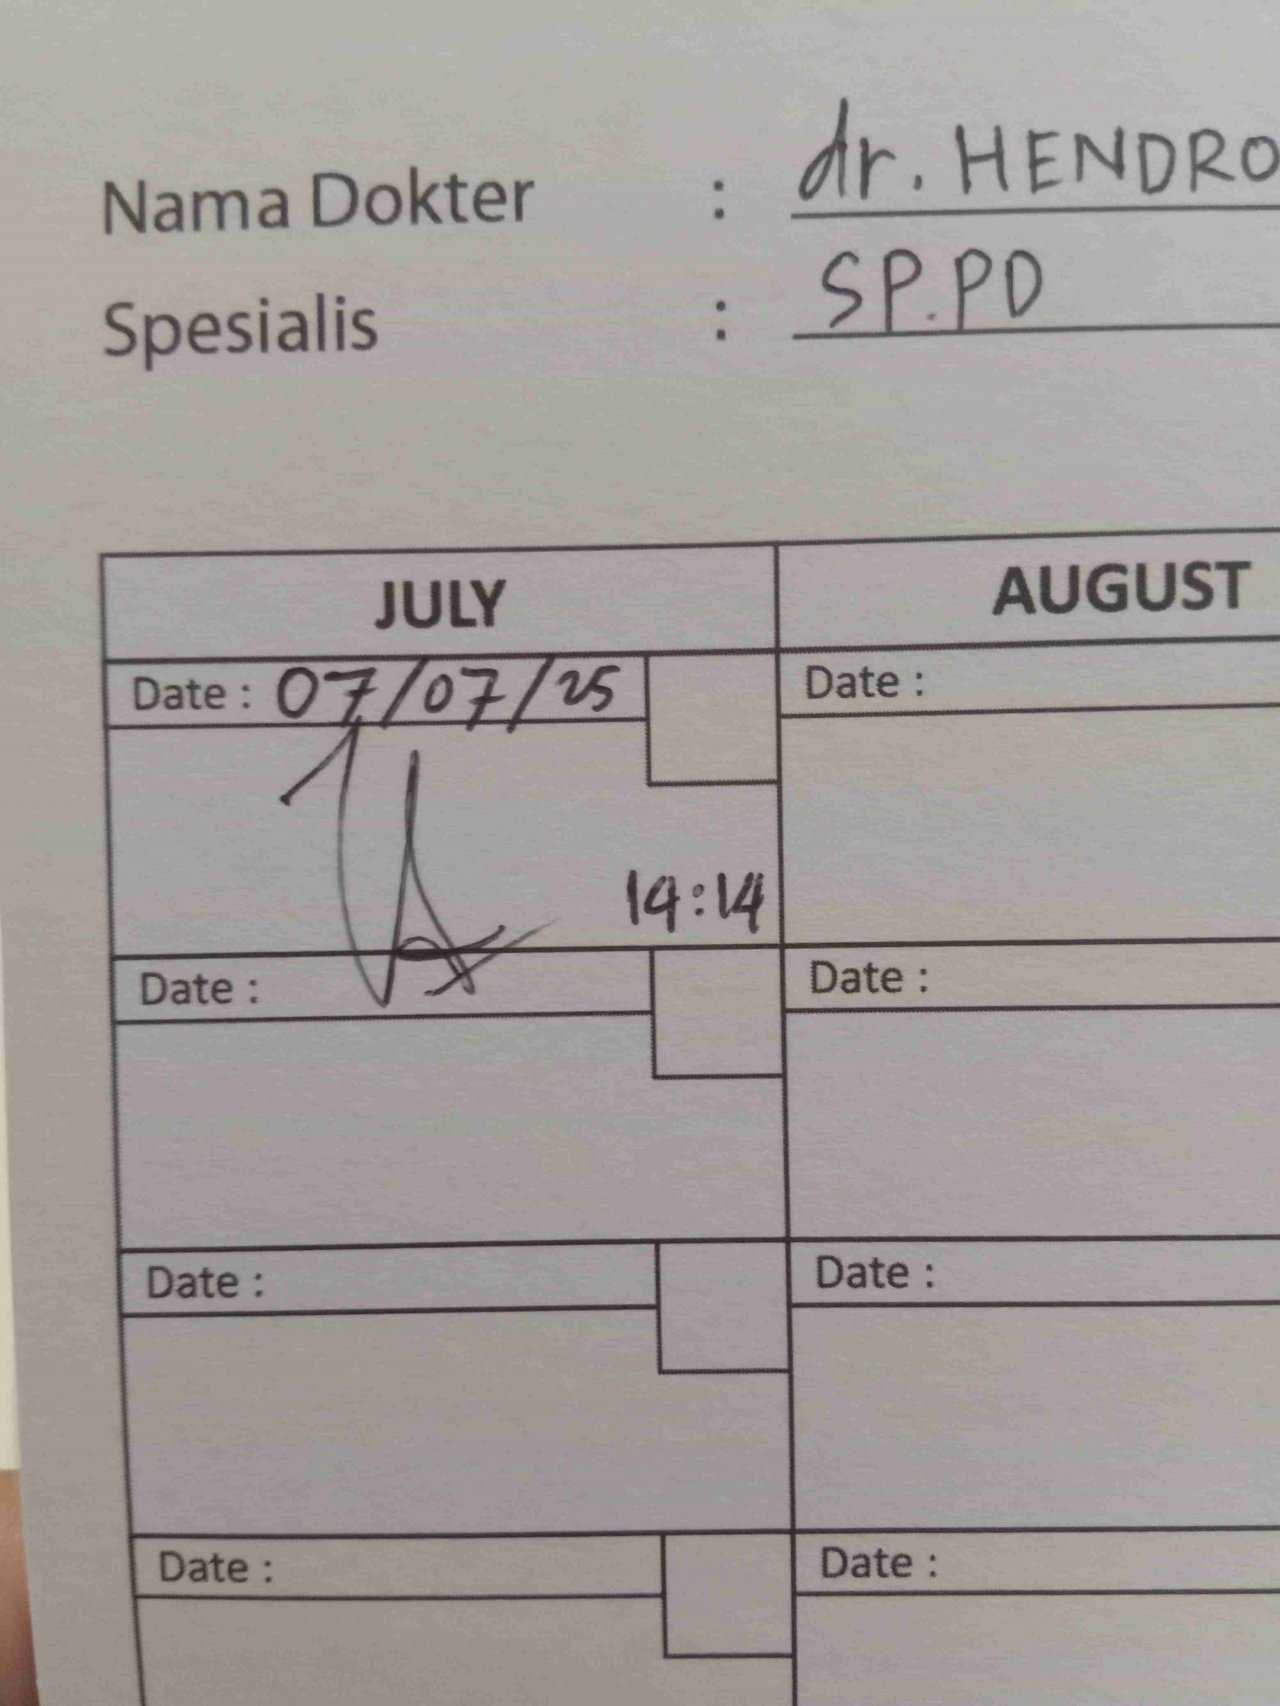 Nama Dokter : dr. HENDRO
Spesialis : SP.PD
JULY AUGUST
Date : 07/07/25 Date :
14:14
Date : Date :
Date : Date :
Date : Date :